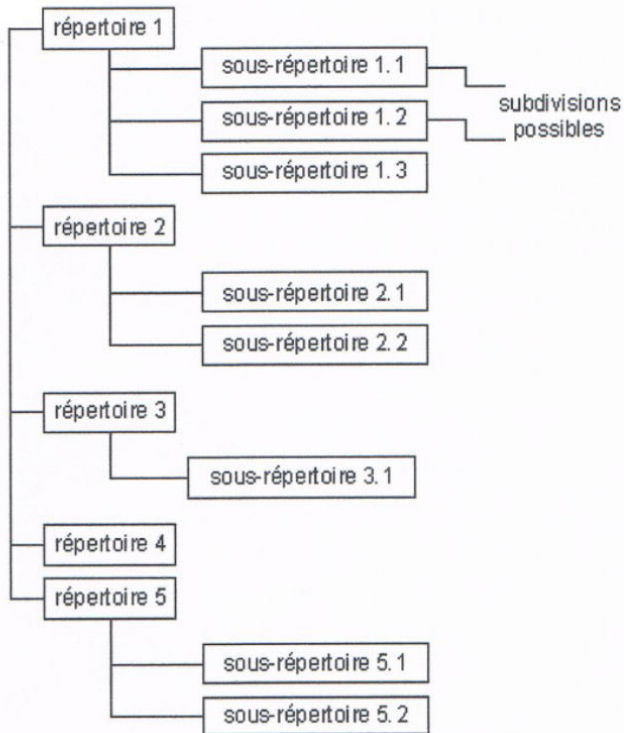 répertoire 1
sous-répertoire 1.1
subdivisions
possibles
sous-répertoire 1.2
sous-répertoire 1.3
répertoire 2
sous-répertoire 2.1
sous-répertoire 2.2
répertoire 3
sous-répertoire 3.1
répertoire 4
répertoire 5
sous-répertoire 5.1
sous-répertoire 5.2